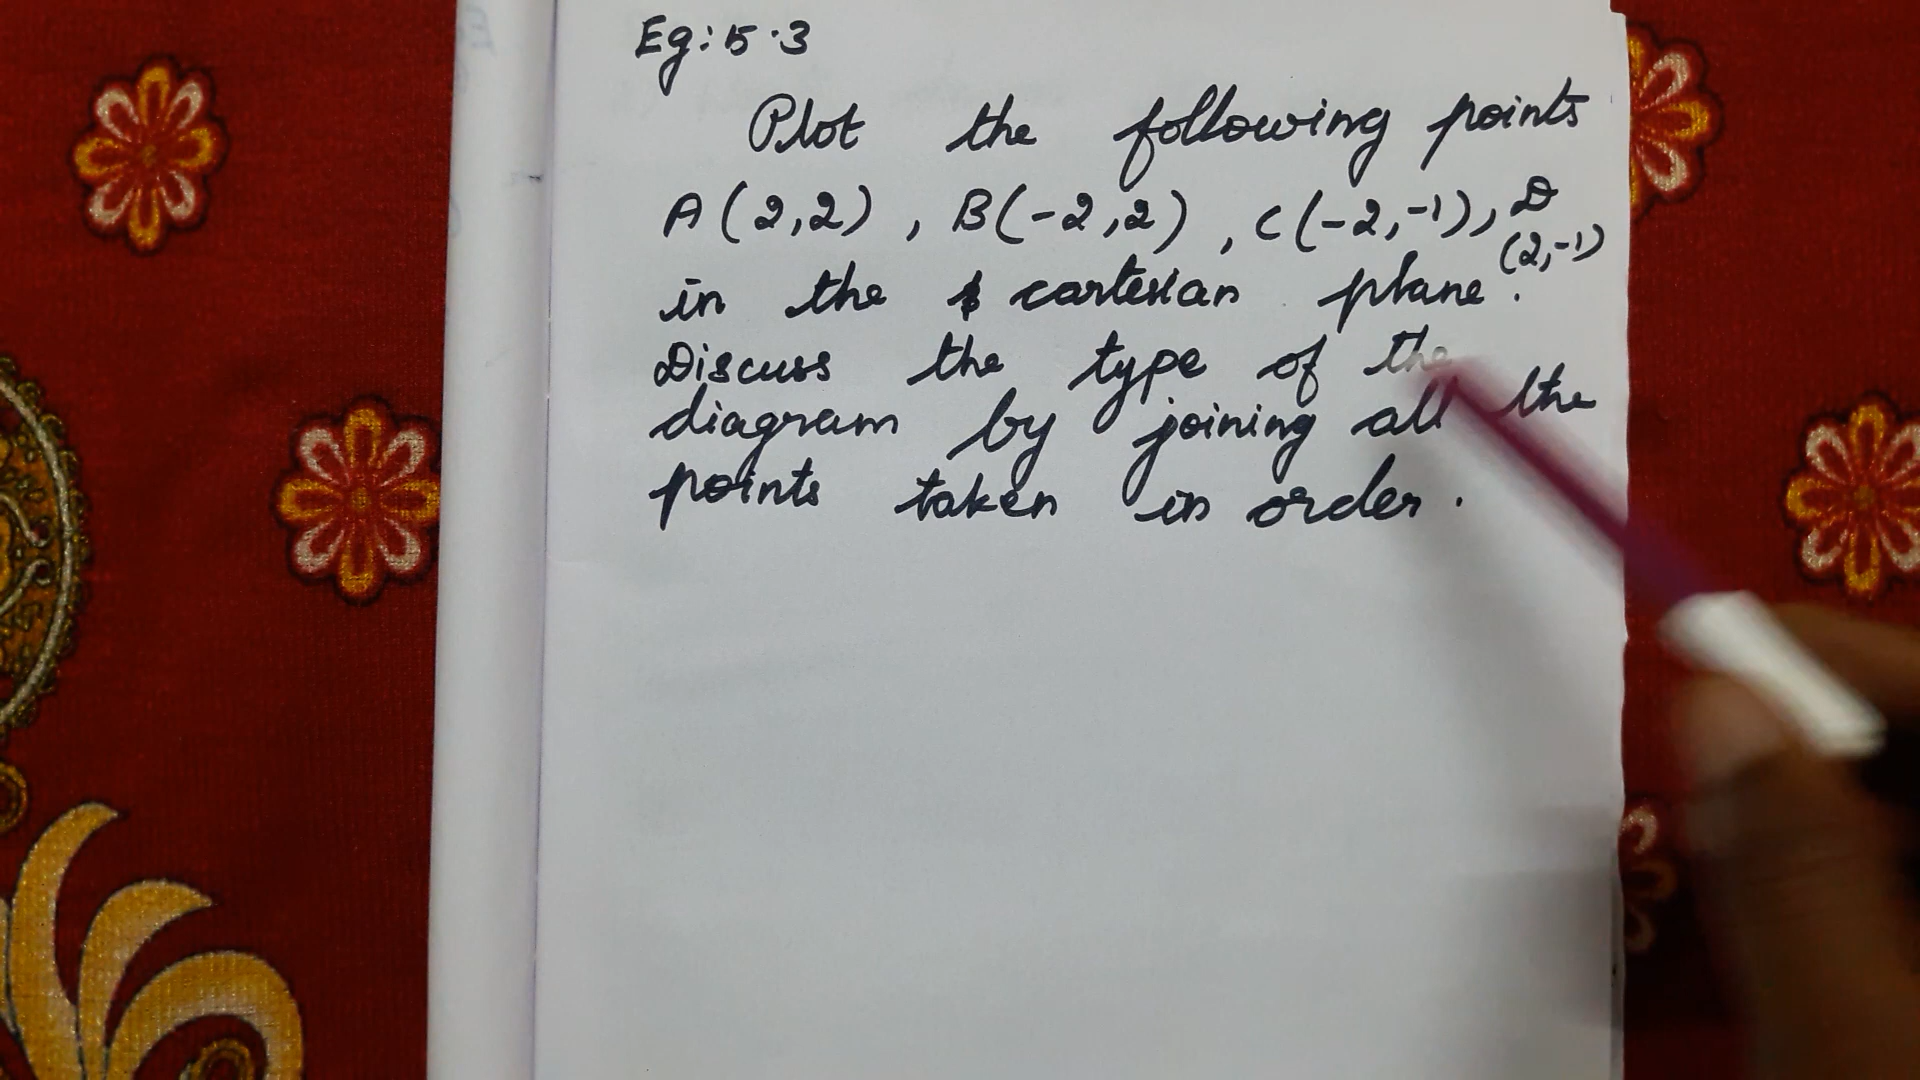 Eg: 5.3
Plot the following points
A(2,2), B(-2,2), C(-2,-1), D
(2,-1)
in the cartesian plane.
Discuss the type of the
diagram by joining all the
points taken in order.